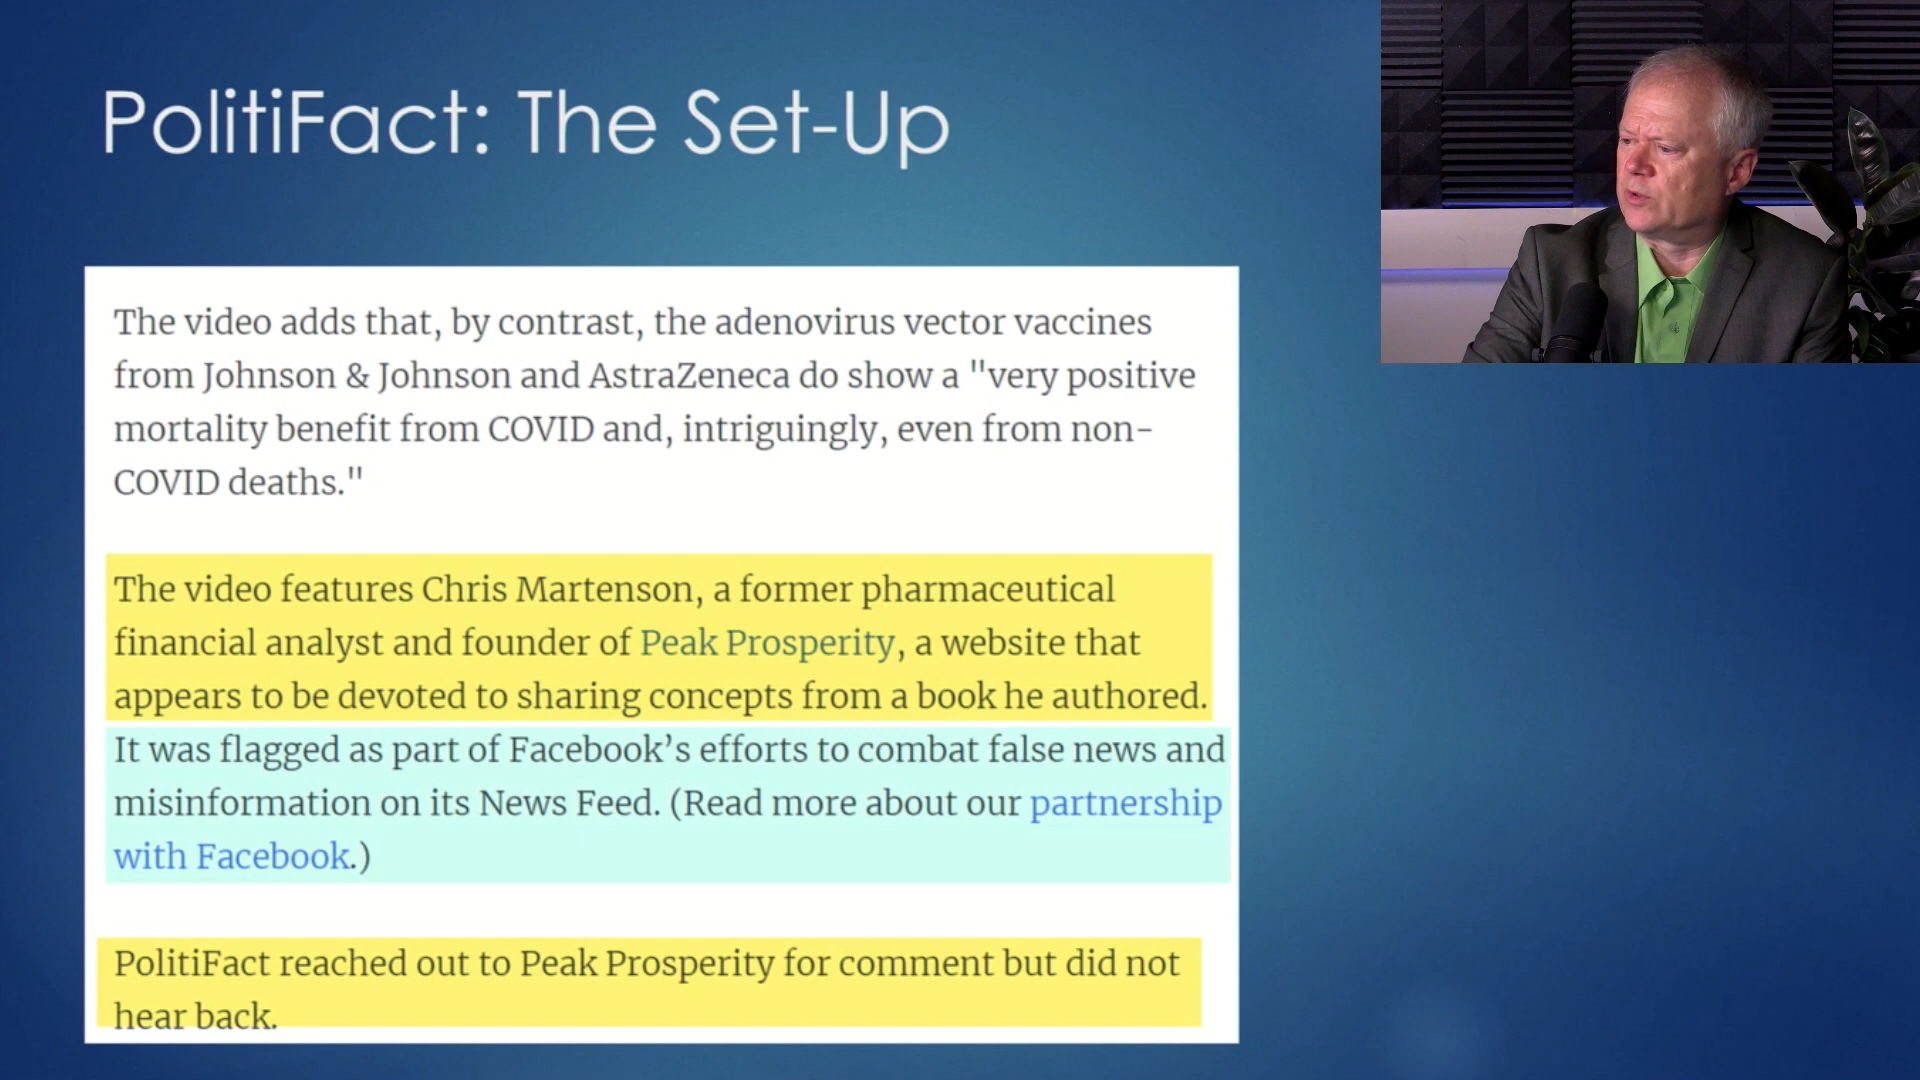 PolitiFact: The Set-Up
The video adds that, by contrast, the adenovirus vector vaccines
from Johnson & Johnson and AstraZeneca do show a "very positive
mortality benefit from COVID and, intriguingly, even from non-
COVID deaths."
The video features Chris Martenson, a former pharmaceutical
financial analyst and founder of Peak Prosperity, a website that
appears to be devoted to sharing concepts from a book he authored.
It was flagged as part of Facebook’s efforts to combat false news and
misinformation on its News Feed. (Read more about our partnership
with Facebook.)
PolitiFact reached out to Peak Prosperity for comment but did not
hear back.